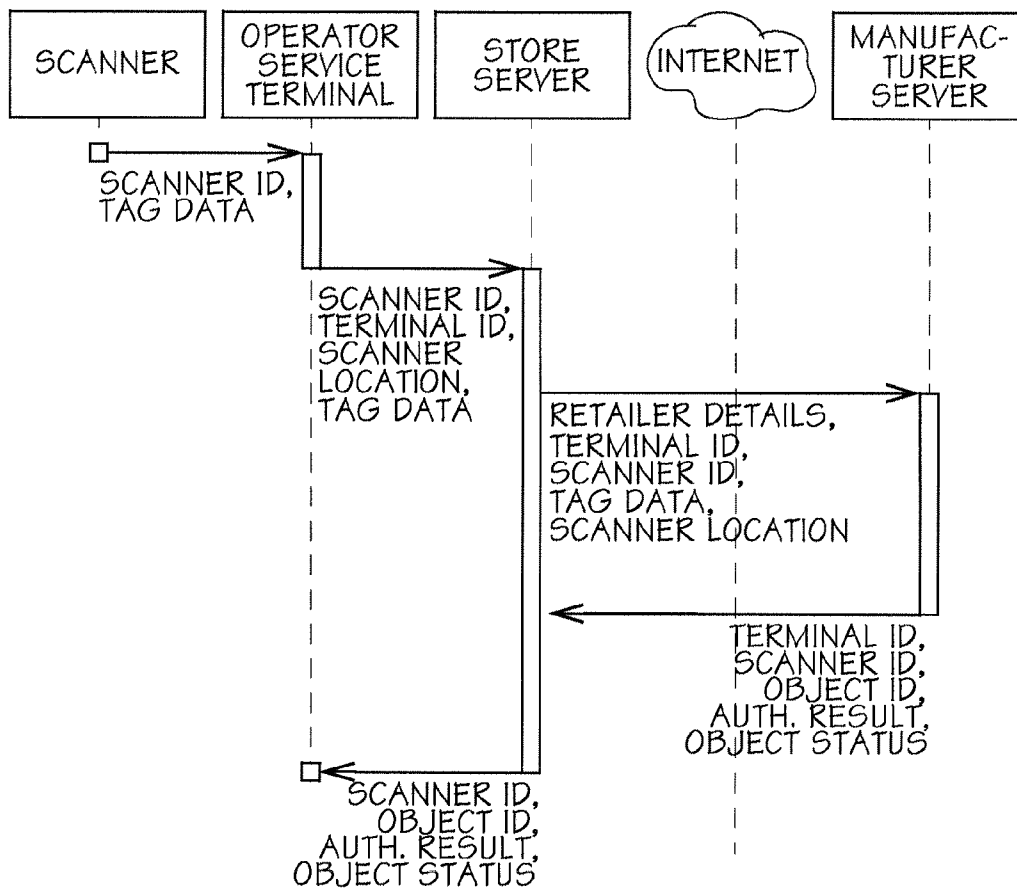 SCANNER
OPERATOR
SERVICE
TERMINAL
STORE
SERVER
INTERNET
MANUFAC-
TURER
SERVER
SCANNER ID,
TAG DATA
SCANNER ID,
TERMINAL ID,
SCANNER
LOCATION,
TAG DATA
RETAILER DETAILS,
TERMINAL ID,
SCANNER ID,
TAG DATA,
SCANNER LOCATION
TERMINAL ID,
SCANNER ID,
OBJECT ID,
AUTH. RESULT,
OBJECT STATUS
SCANNER ID,
OBJECT ID,
AUTH. RESULT,
OBJECT STATUS